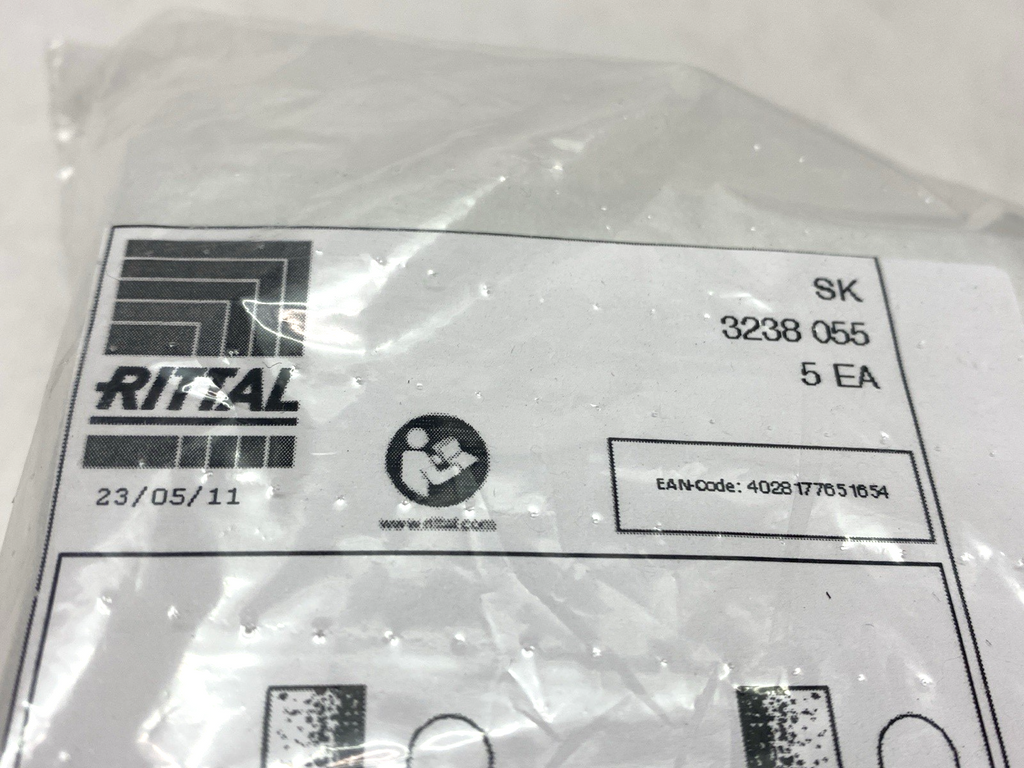 SK
3238 055
5 EA
RITTAL
23/05/11
www.rittal.com
EAN-Code: 4028177651654